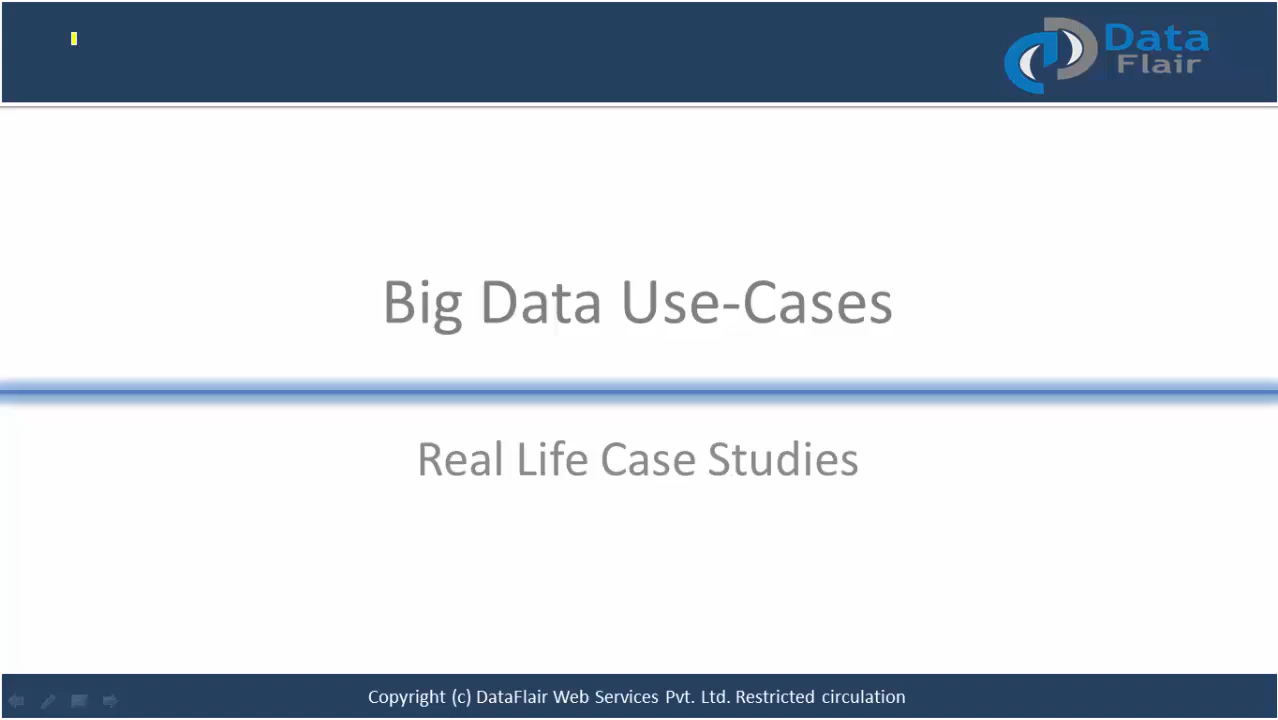 Data
Flair
Big Data Use-Cases
Real Life Case Studies
Copyright (c) DataFlair Web Services Pvt. Ltd. Restricted circulation